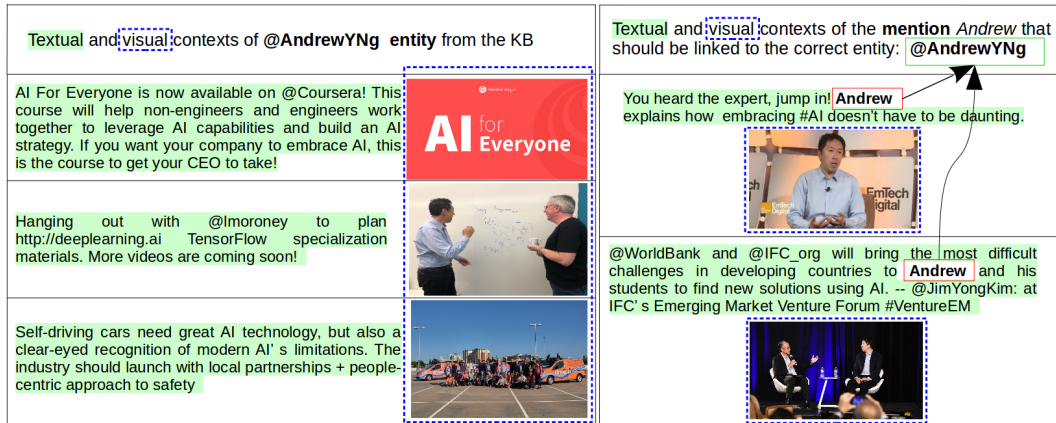 Textual and visual contexts of @AndrewYNg entity from the KB
AI For Everyone is now available on @Coursera! This
course will help non-engineers and engineers work
together to leverage AI capabilities and build an AI
strategy. If you want your company to embrace AI, this
is the course to get your CEO to take!
AI for
Everyone
Hanging out with @lmoroney to plan
http://deeplearning.ai TensorFlow specialization
materials. More videos are coming soon!
Self-driving cars need great AI technology, but also a
clear-eyed recognition of modern AI' s limitations. The
industry should launch with local partnerships + people-
centric approach to safety
Textual and visual contexts of the mention Andrew that
should be linked to the correct entity: @AndrewYNg
You heard the expert, jump in! Andrew
explains how embracing #AI doesn't have to be daunting.
EmTech
Digital
EmTech
Digital
@WorldBank and @IFC_org will bring the most difficult
challenges in developing countries to Andrew and his
students to find new solutions using AI. -- @JimYongKim: at
IFC' s Emerging Market Venture Forum #VentureEM